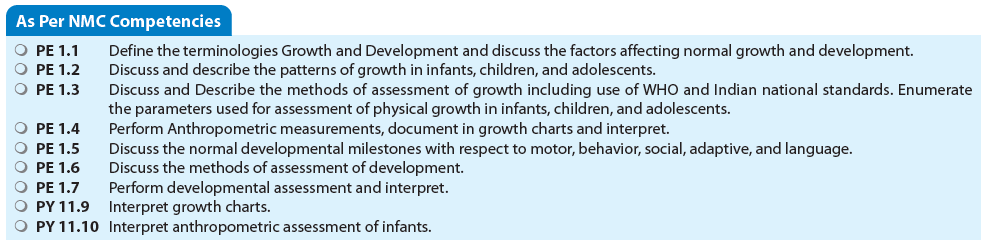 As Per NMC Competencies
PE 1.1 Define the terminologies Growth and Development and discuss the factors affecting normal growth and development.
PE 1.2 Discuss and describe the patterns of growth in infants, children, and adolescents.
PE 1.3 Discuss and Describe the methods of assessment of growth including use of WHO and Indian national standards. Enumerate
the parameters used for assessment of physical growth in infants, children, and adolescents.
PE 1.4 Perform Anthropometric measurements, document in growth charts and interpret.
PE 1.5 Discuss the normal developmental milestones with respect to motor, behavior, social, adaptive, and language.
PE 1.6 Discuss the methods of assessment of development.
PE 1.7 Perform developmental assessment and interpret.
PY 11.9 Interpret growth charts.
PY 11.10 Interpret anthropometric assessment of infants.